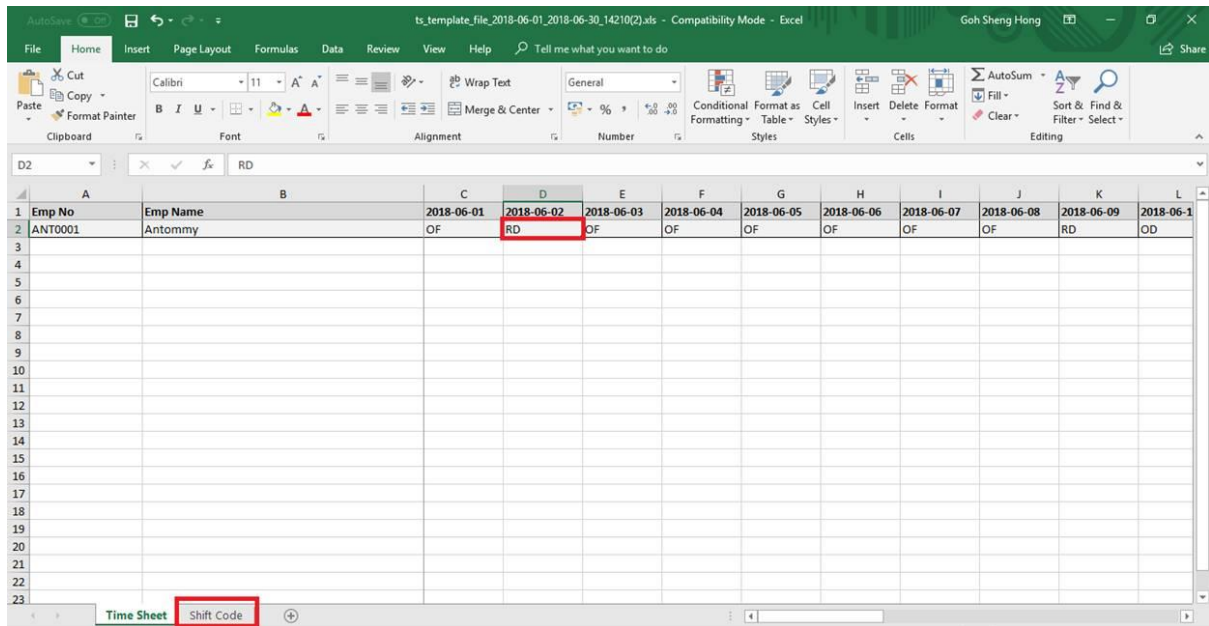 AutoSave Off ts_template_file_2018-06-01_2018-06-30_14210(2).xls - Compatibility Mode - Excel Goh Sheng Hong
File Home Insert Page Layout Formulas Data Review View Help Tell me what you want to do Share
Paste
Cut
Copy
Format Painter
Clipboard
Calibri 11 A A
B I U A
Font
Wrap Text
Merge & Center
Alignment
General
% , .0 .00 .00 .0
Number
Conditional Formatting
Format as Table
Cell Styles
Styles
Insert Delete Format
Cells
AutoSum
Fill
Clear
Sort & Filter
Find & Select
Editing
D2 fx RD
A B C D E F G H I J K L
1 Emp No Emp Name 2018-06-01 2018-06-02 2018-06-03 2018-06-04 2018-06-05 2018-06-06 2018-06-07 2018-06-08 2018-06-09 2018-06-1
2 ANT0001 Antommy OF RD OF OF OF OF OF OF RD OD
3
4
5
6
7
8
9
10
11
12
13
14
15
16
17
18
19
20
21
22
23
Time Sheet Shift Code